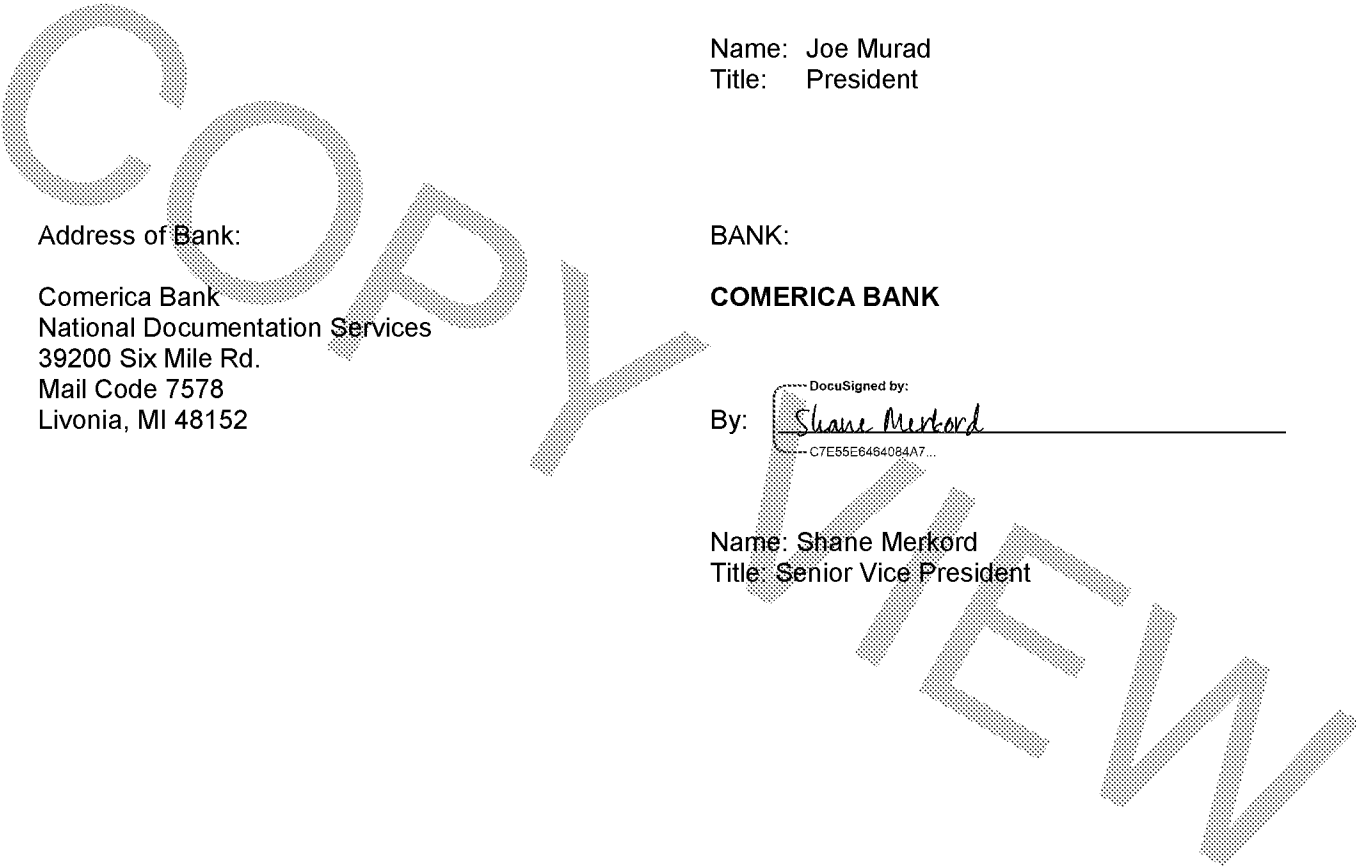 Name: Joe Murad
Title: President
Address of Bank:
Comerica Bank
National Documentation Services
39200 Six Mile Rd.
Mail Code 7578
Livonia, MI 48152
BANK:
COMERICA BANK
DocuSigned by:
By: Shane Merkord
C7E55E6464084A7...
Name: Shane Merkord
Title: Senior Vice President
COPY VIEW